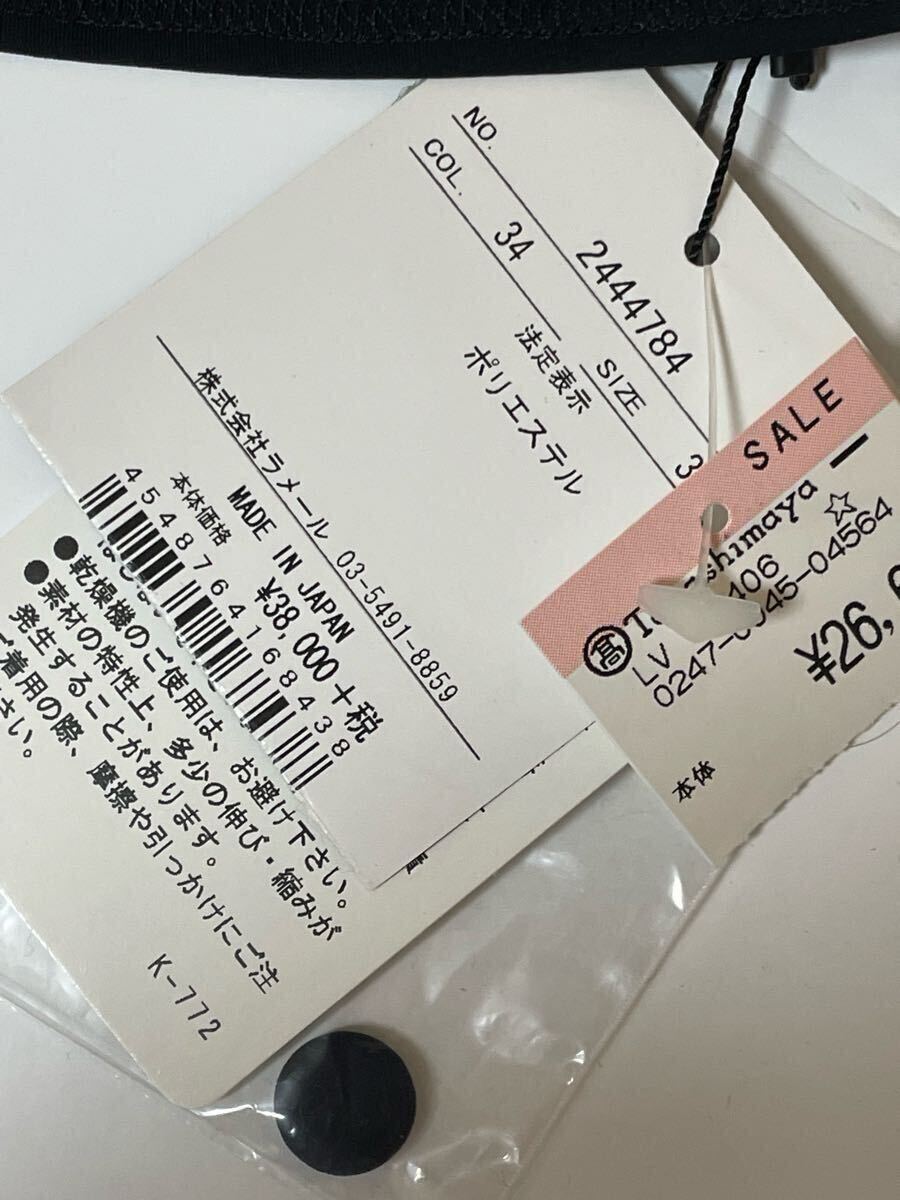 NO. 2444784
COL. 34 SIZE 3
法定表示
ポリエステル
株式会社ラメール 03-5491-8859
MADE IN JAPAN
本体価格 ¥38,000+税
4548764168438
SALE
髙
LV
¥26,
本体
●乾燥機のご使用は、お避け下さい。
●素材の特性上、多少の伸び・縮みが
発生することがあります。
着用の際、摩擦や引っかけにご注
さい。
K-772